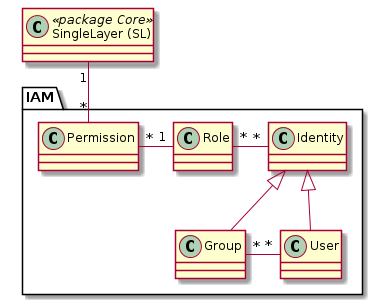 C «package Core»
SingleLayer (SL)
1
IAM
*
C Permission * 1 C Role * * C Identity
C Group * * C User